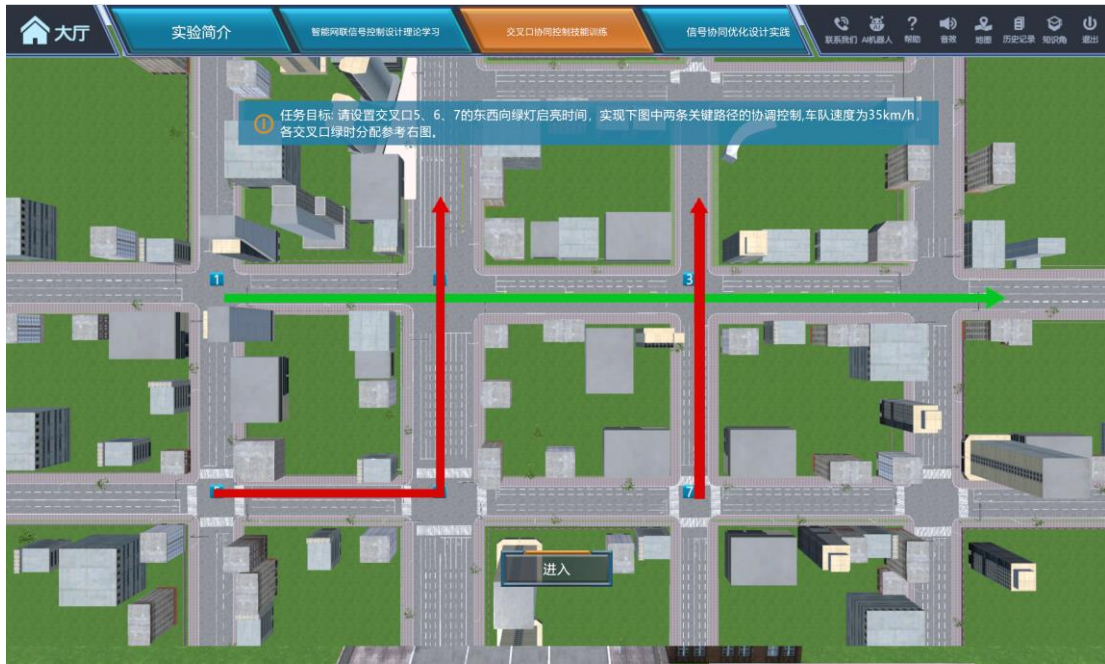 大厅
实验简介
智能网联信号控制设计理论学习
交叉口协同控制技能训练
信号协同优化设计实践
联系我们
AI机器人
帮助
音效
地图
历史记录
知识角
退出
任务目标: 请设置交叉口5、6、7的东西向绿灯启亮时间，实现下图中两条关键路径的协调控制,车队速度为35km/h,
各交叉口绿时分配参考右图。
1
3
7
进入